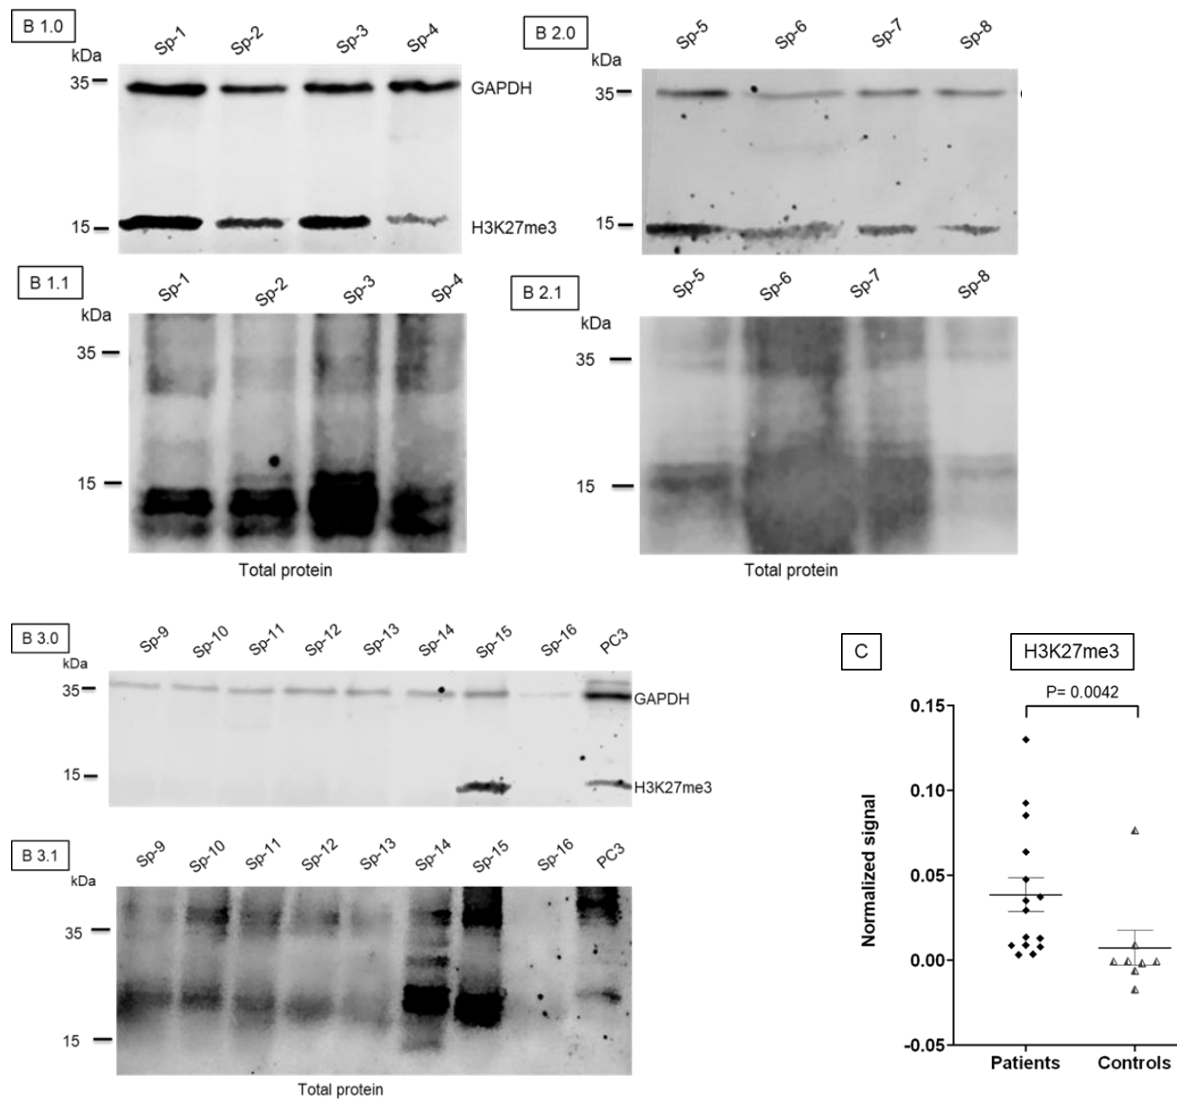 B 1.0
Sp-1 Sp-2 Sp-3 Sp-4
kDa
35
GAPDH
15
H3K27me3
B 2.0
Sp-5 Sp-6 Sp-7 Sp-8
35
15
B 1.1
Sp-1 Sp-2 Sp-3 Sp-4
kDa
35
15
Total protein
B 2.1
Sp-5 Sp-6 Sp-7 Sp-8
kDa
35
15
Total protein
B 3.0
Sp-9 Sp-10 Sp-11 Sp-12 Sp-13 Sp-14 Sp-15 Sp-16 PC3
kDa
35
GAPDH
15
H3K27me3
B 3.1
Sp-9 Sp-10 Sp-11 Sp-12 Sp-13 Sp-14 Sp-15 Sp-16 PC3
kDa
35
15
Total protein
C
H3K27me3
P= 0.0042
0.15
0.10
0.05
0.00
-0.05
Normalized signal
Patients Controls